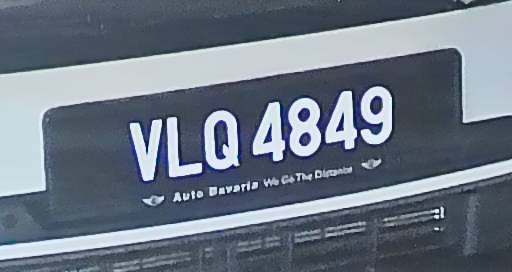 VLQ 4849
Auto Bavaria We Go The Distance